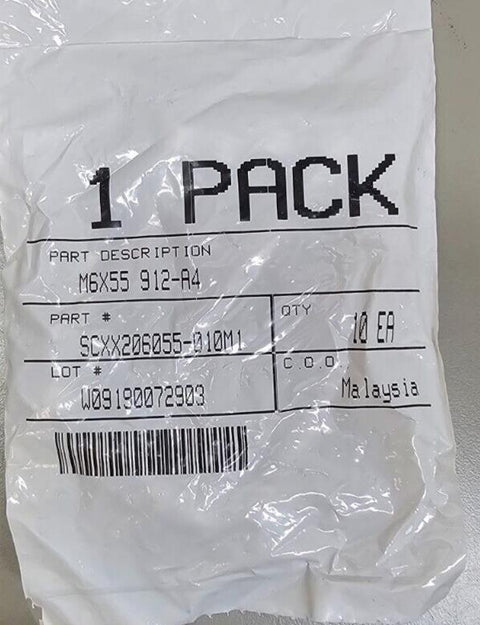 1 PACK
PART DESCRIPTION
M6X55 912-A4
PART #
SCXX206055-010M1
QTY
10 EA
LOT #
W09190072903
C.O.O.
Malaysia